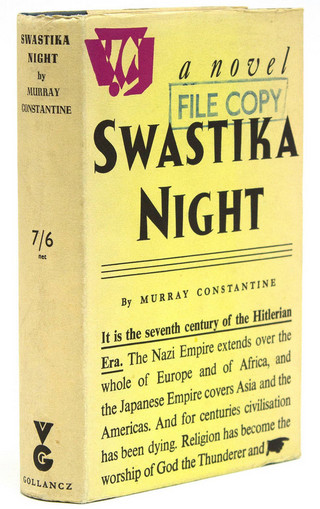 SWASTIKA
NIGHT
by
MURRAY
CONSTANTINE
7/6
net
VG
GOLLANCZ
a novel
FILE COPY
SWASTIKA
NIGHT
By MURRAY CONSTANTINE
It is the seventh century of the Hitlerian
Era. The Nazi Empire extends over the
whole of Europe and of Africa, and
the Japanese Empire covers Asia and the
Americas. And for centuries civilisation
has been dying. Religion has become the
worship of God the Thunderer and